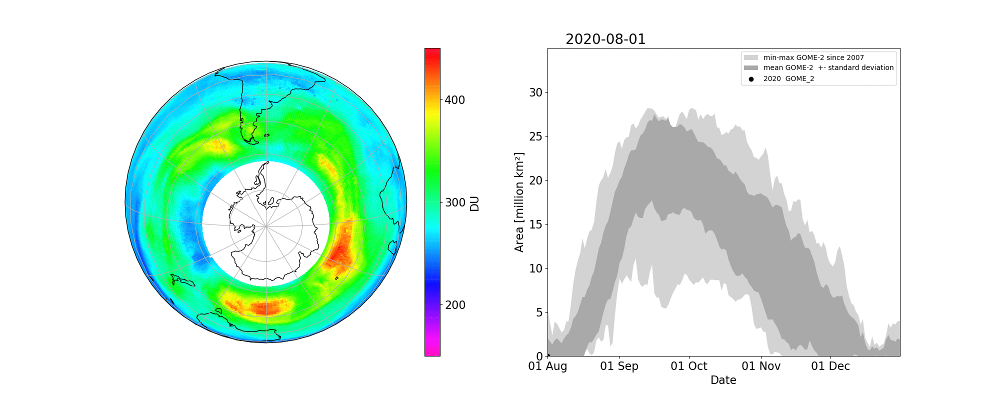 2020-08-01
min-max GOME-2 since 2007
mean GOME-2  +- standard deviation
2020  GOME_2
400
300
200
DU
30
25
20
15
10
5
0
Area [million km²]
01 Aug
01 Sep
01 Oct
01 Nov
01 Dec
Date